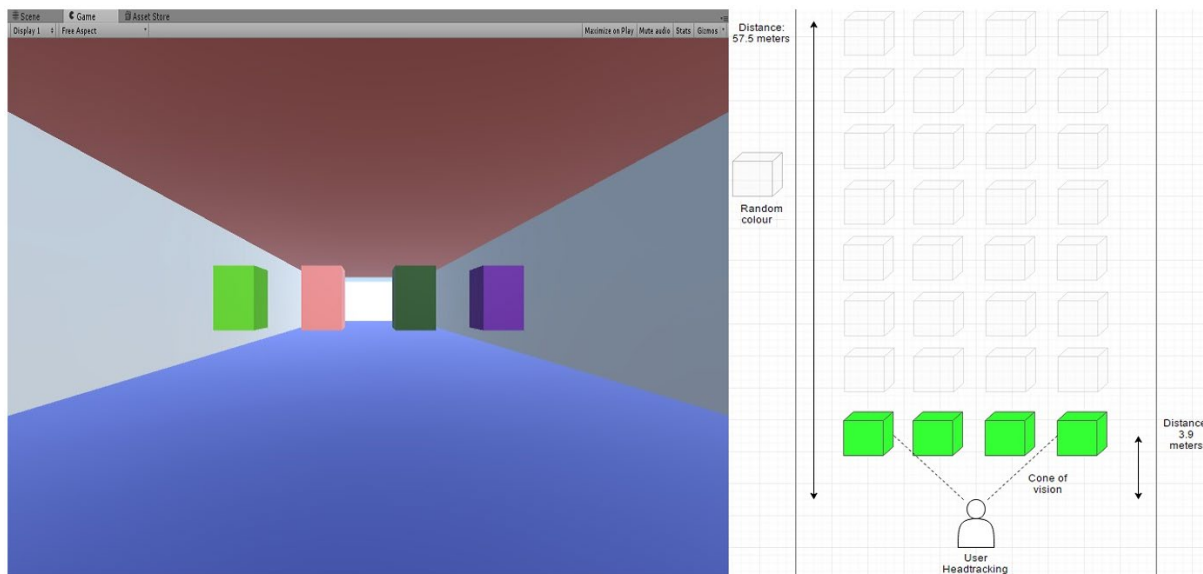 Scene Game Asset Store
Display 1 Free Aspect Maximize on Play Mute audio Stats Gizmos
Distance:
57.5 meters
Random
colour
Distance
3.9
meters
Cone of
vision
User
Headtracking